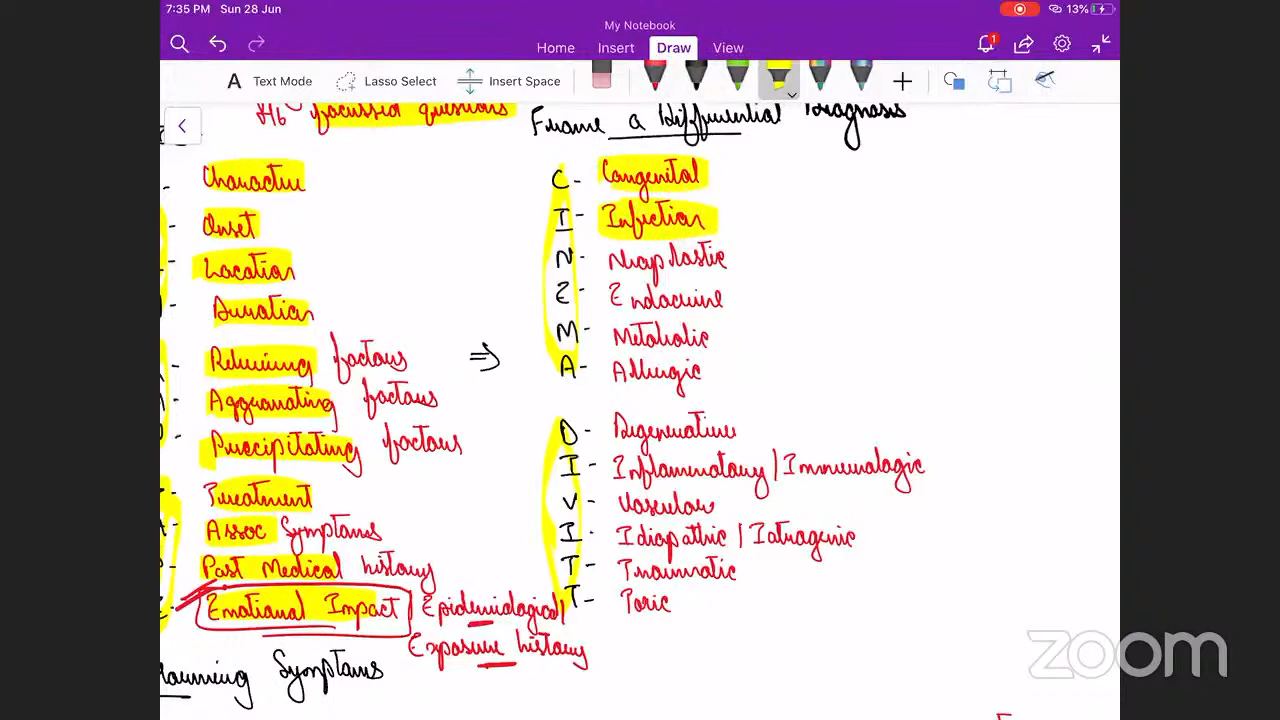 7:35 PM Sun 28 Jun
13%
My Notebook
Home Insert Draw View
1
A Text Mode Lasso Select Insert Space
H/o focussed questions
Frame a Differential Diagnosis
Character
Onset
Location
Duration
Relieving factors
Aggravating factors
Precipitating factors
Treatment
Assoc Symptoms
Past Medical history
Emotional Impact Epidemiological
Exposure history
Symptoms
⇒
C- Congenital
I- Infection
N- Neoplastic
E- Endocrine
M- Metabolic
A- Allergic
D- Degenerative
I- Inflammatory/Immunologic
V- Vascular
I- Idiopathic/Iatrogenic
T- Traumatic
T- Toxic
zoom